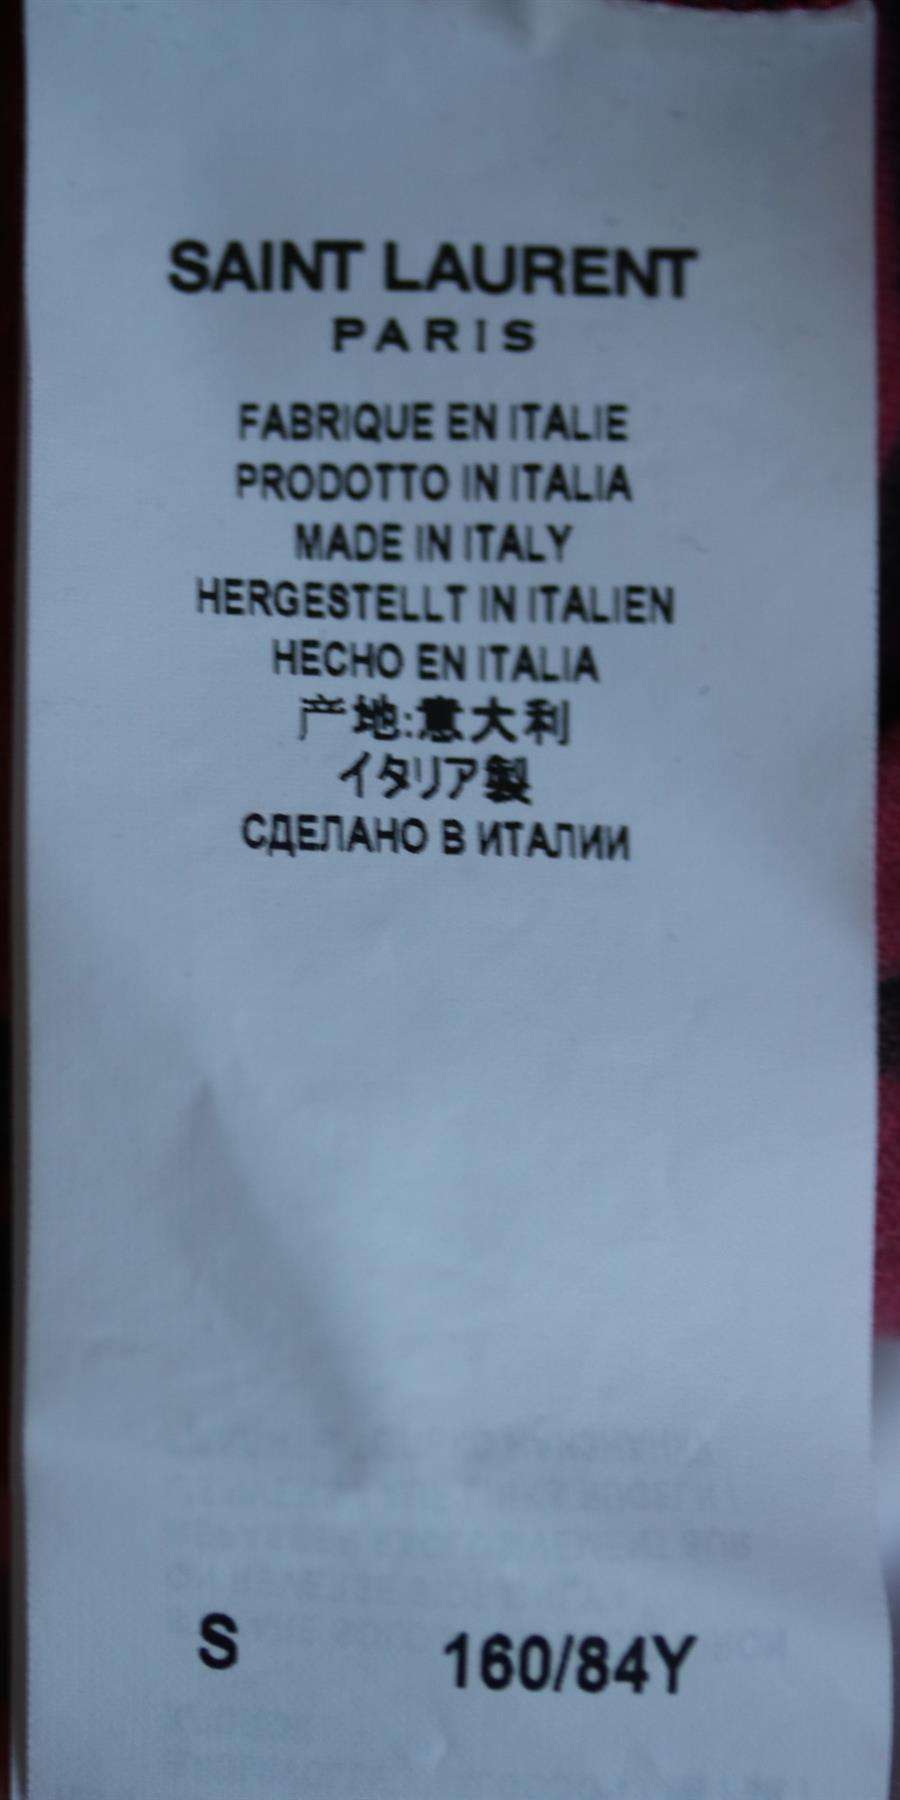 SAINT LAURENT
PARIS
FABRIQUE EN ITALIE
PRODOTTO IN ITALIA
MADE IN ITALY
HERGESTELLT IN ITALIEN
HECHO EN ITALIA
产地:意大利
イタリア製
СДЕЛАНО В ИТАЛИИ
S 160/84Y